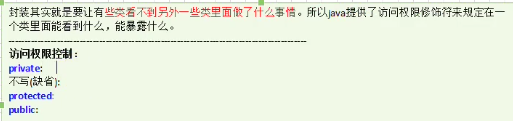 封装其实就是要让有些类看不到另外一些类里面做了什么事情。所以java提供了访问权限修饰符来规定在一
个类里面能看到什么，能暴露什么。
------------------------------------------------------------
访问权限控制：
private:
不写(缺省):
protected:
public: